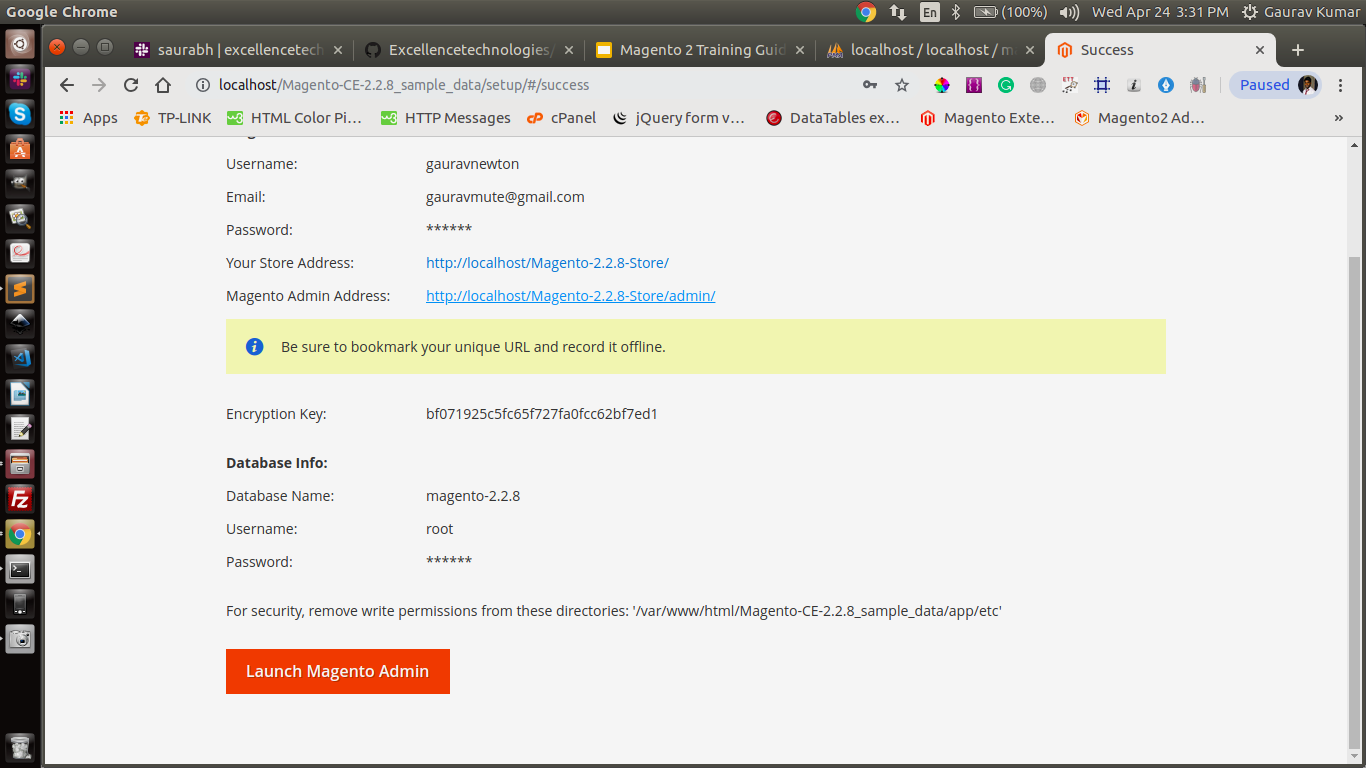 Google Chrome
En (100%) Wed Apr 24 3:31 PM Gaurav Kumar
saurabh | excellencetech
Excellencetechnologies/
Magento 2 Training Guid
localhost / localhost / ma
Success
localhost/Magento-CE-2.2.8_sample_data/setup/#/success
Paused
Apps TP-LINK HTML Color Pi... HTTP Messages cPanel jQuery form v... DataTables ex... Magento Exte... Magento2 Ad... »
Username: gauravnewton
Email: gauravmute@gmail.com
Password: ******
Your Store Address: http://localhost/Magento-2.2.8-Store/
Magento Admin Address: http://localhost/Magento-2.2.8-Store/admin/
Be sure to bookmark your unique URL and record it offline.
Encryption Key: bf071925c5fc65f727fa0fcc62bf7ed1
Database Info:
Database Name: magento-2.2.8
Username: root
Password: ******
For security, remove write permissions from these directories: '/var/www/html/Magento-CE-2.2.8_sample_data/app/etc'
Launch Magento Admin